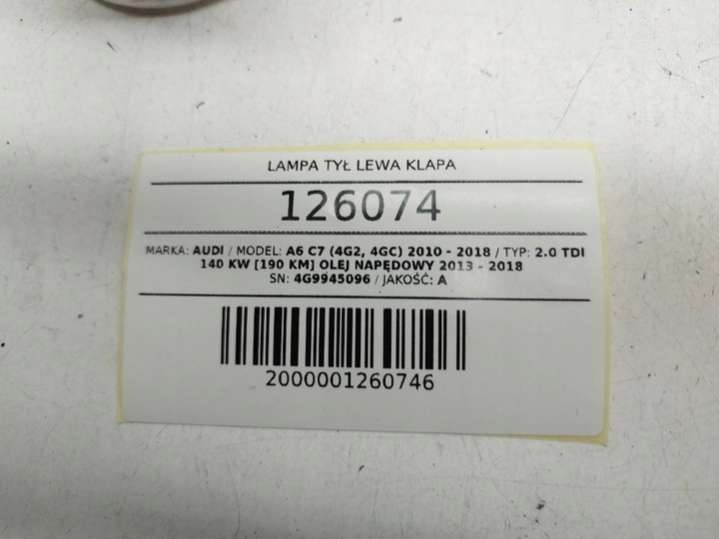 LAMPA TYŁ LEWA KLAPA
126074
MARKA: AUDI / MODEL: A6 C7 (4G2, 4GC) 2010 - 2018 / TYP: 2.0 TDI
140 KW [190 KM] OLEJ NAPĘDOWY 2013 - 2018
SN: 4G9945096 / JAKOŚĆ: A
2000001260746